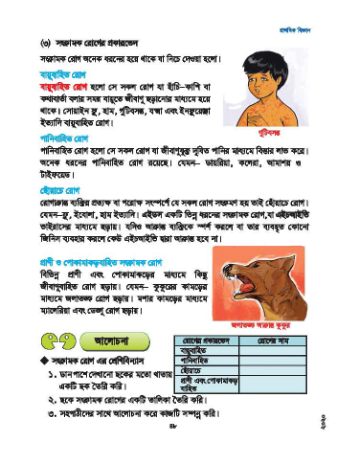 প্রাথমিক বিজ্ঞান
(৩) সংক্রামক রোগের প্রকারভেদ
সংক্রামক রোগ অনেক ধরনের হয়ে থাকে যা নিচে দেওয়া হলো।
বায়ুবাহিত রোগ
বায়ুবাহিত রোগ হলো সে সকল রোগ যা হাঁচি-কাশি বা
কথাবার্তা বলার সময় বায়ুতে জীবাণু ছড়ানোর মাধ্যমে হয়ে
থাকে। সোয়াইন ফ্লু, হাম, গুটিবসন্ত, যক্ষ্মা এবং ইনফ্লুয়েঞ্জা
ইত্যাদি বায়ুবাহিত রোগ।
গুটিবসন্ত
পানিবাহিত রোগ
পানিবাহিত রোগ হলো সে সকল রোগ যা জীবাণুযুক্ত দূষিত পানির মাধ্যমে বিস্তার লাভ করে।
অনেক ধরনের পানিবাহিত রোগ রয়েছে। যেমন— ডায়রিয়া, কলেরা, আমাশয় ও
টাইফয়েড।
ছোঁয়াচে রোগ
রোগাক্রান্ত ব্যক্তির প্রত্যক্ষ বা পরোক্ষ সংস্পর্শে যে সকল রোগ সংক্রমণ হয় তাই ছোঁয়াচে রোগ।
যেমন—ফ্লু, ইবোলা, হাম ইত্যাদি। এইডস একটি ভিন্ন ধরনের সংক্রামক রোগ, যা এইচআইভি
ভাইরাসের মাধ্যমে ছড়ায়। যদিও আক্রান্ত ব্যক্তিকে স্পর্শ করলে বা তার ব্যবহৃত কোনো
জিনিস ব্যবহার করলে কেউ এইচআইভি দ্বারা আক্রান্ত হবে না।
প্রাণী ও পোকামাকড়বাহিত সংক্রামক রোগ
বিভিন্ন প্রাণী এবং পোকামাকড়ের মাধ্যমে কিছু
জীবাণুবাহিত রোগ ছড়ায়। যেমন— কুকুরের কামড়ের
মাধ্যমে জলাতঙ্ক রোগ ছড়ায়। মশার কামড়ের মাধ্যমে
ম্যালেরিয়া এবং ডেঙ্গু রোগ ছড়ায়।
জলাতঙ্ক আক্রান্ত কুকুর
আলোচনা
◆ সংক্রামক রোগ এর শ্রেণিবিন্যাস
১. ডান পাশে দেখানো ছকের মতো খাতায়
একটি ছক তৈরি করি।
রোগের প্রকারভেদ রোগের নাম
বায়ুবাহিত
পানিবাহিত
ছোঁয়াচে
প্রাণী এবং পোকামাকড়
বাহিত
২. ছকে সংক্রামক রোগের একটি তালিকা তৈরি করি।
৩. সহপাঠীদের সাথে আলোচনা করে কাজটি সম্পন্ন করি।
৪৮